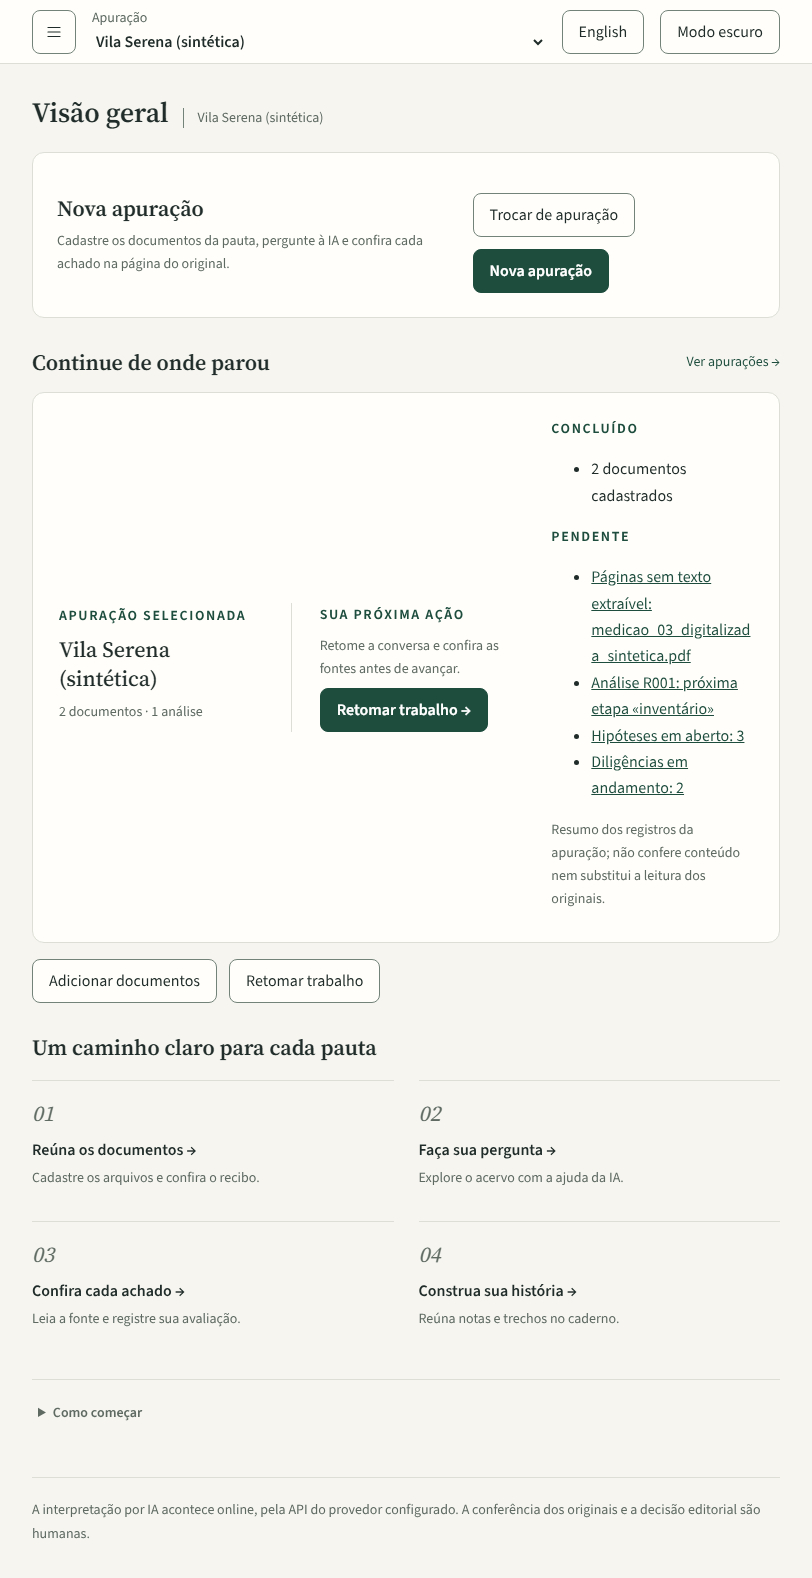 Apuração
Vila Serena (sintética)
English
Modo escuro
Visão geral
Vila Serena (sintética)
Nova apuração
Cadastre os documentos da pauta, pergunte à IA e confira cada
achado na página do original.
Trocar de apuração
Nova apuração
Continue de onde parou
Ver apurações →
APURAÇÃO SELECIONADA
Vila Serena
(sintética)
2 documentos · 1 análise
SUA PRÓXIMA AÇÃO
Retome a conversa e confira as
fontes antes de avançar.
Retomar trabalho →
CONCLUÍDO
• 2 documentos
cadastrados
PENDENTE
• Páginas sem texto
extraível:
medicao_03_digitalizad
a_sintetica.pdf
• Análise R001: próxima
etapa «inventário»
• Hipóteses em aberto: 3
• Diligências em
andamento: 2
Resumo dos registros da
apuração; não confere conteúdo
nem substitui a leitura dos
originais.
Adicionar documentos
Retomar trabalho
Um caminho claro para cada pauta
01
Reúna os documentos →
Cadastre os arquivos e confira o recibo.
02
Faça sua pergunta →
Explore o acervo com a ajuda da IA.
03
Confira cada achado →
Leia a fonte e registre sua avaliação.
04
Construa sua história →
Reúna notas e trechos no caderno.
Como começar
A interpretação por IA acontece online, pela API do provedor configurado. A conferência dos originais e a decisão editorial são
humanas.